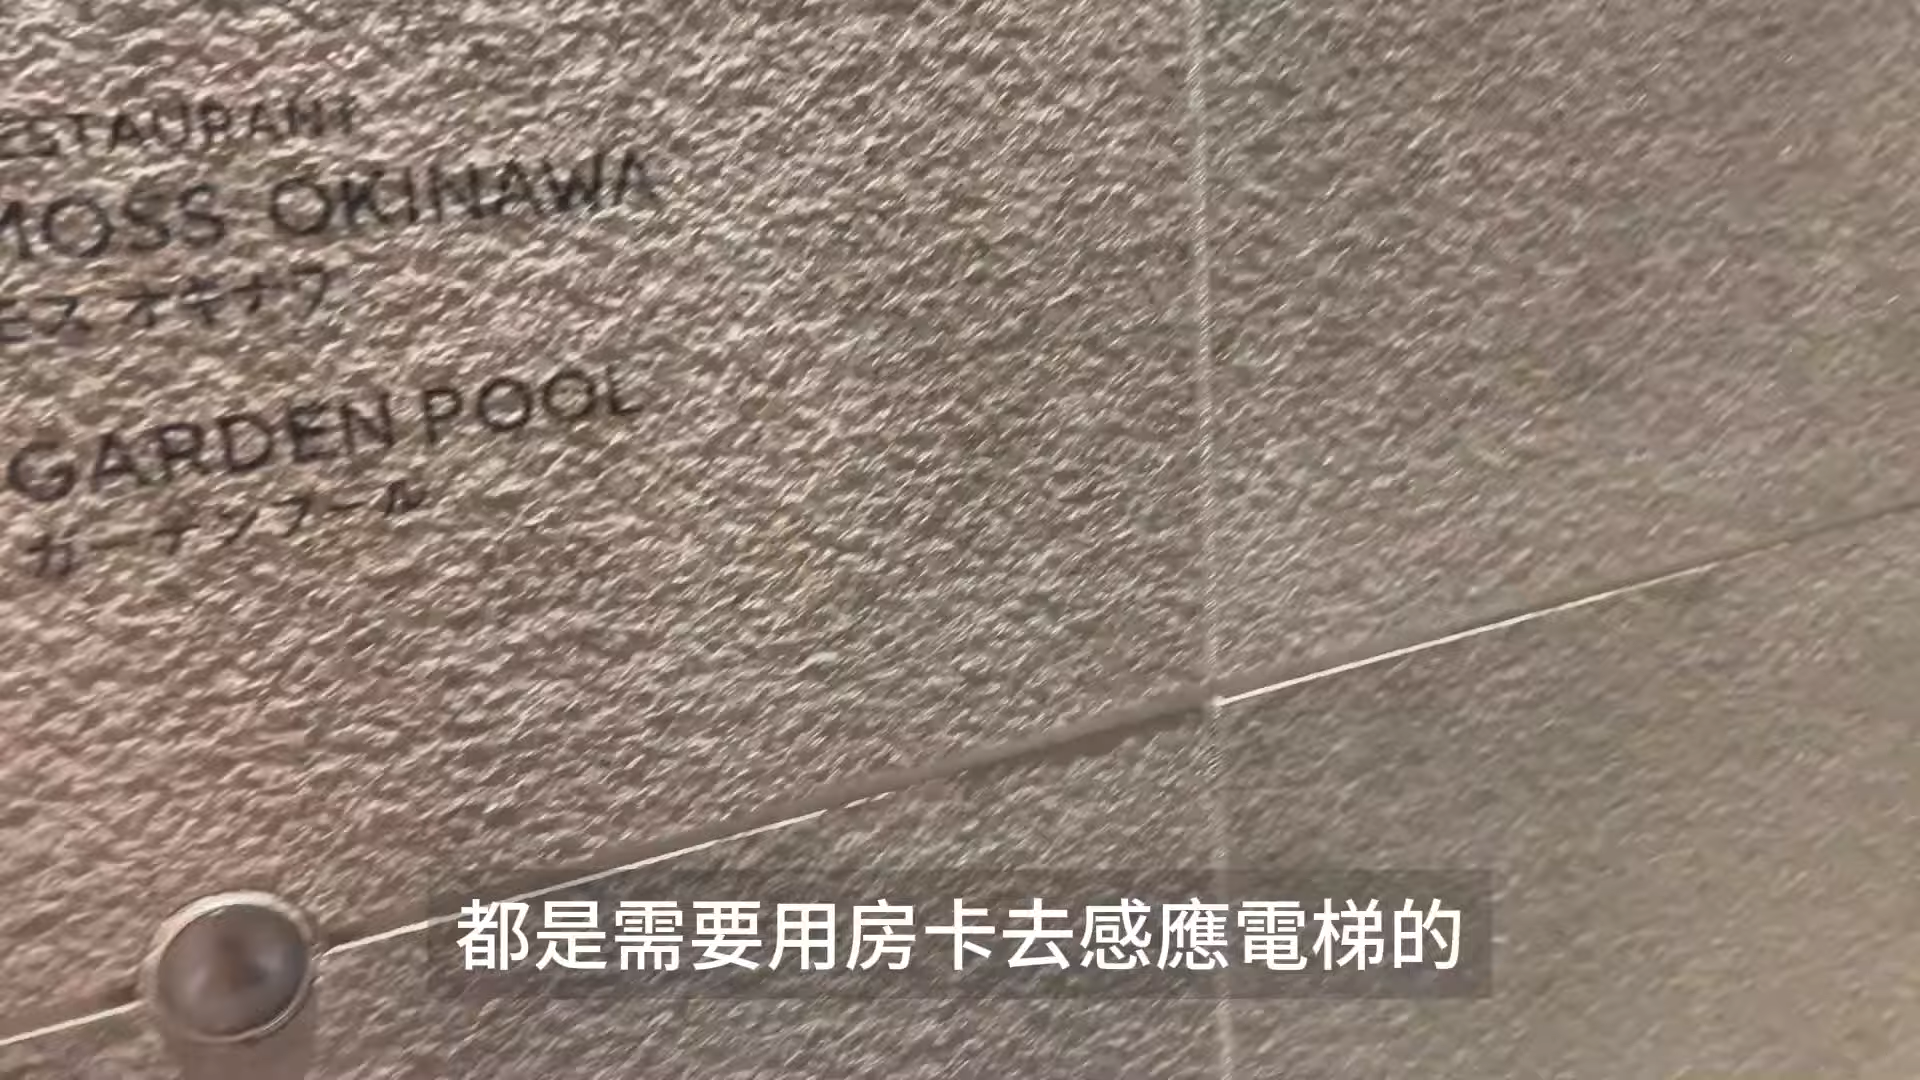 ESTAURANT
MOSS OKINAWA
モス オキナワ
GARDEN POOL
ガーデンプール
都是需要用房卡去感應電梯的